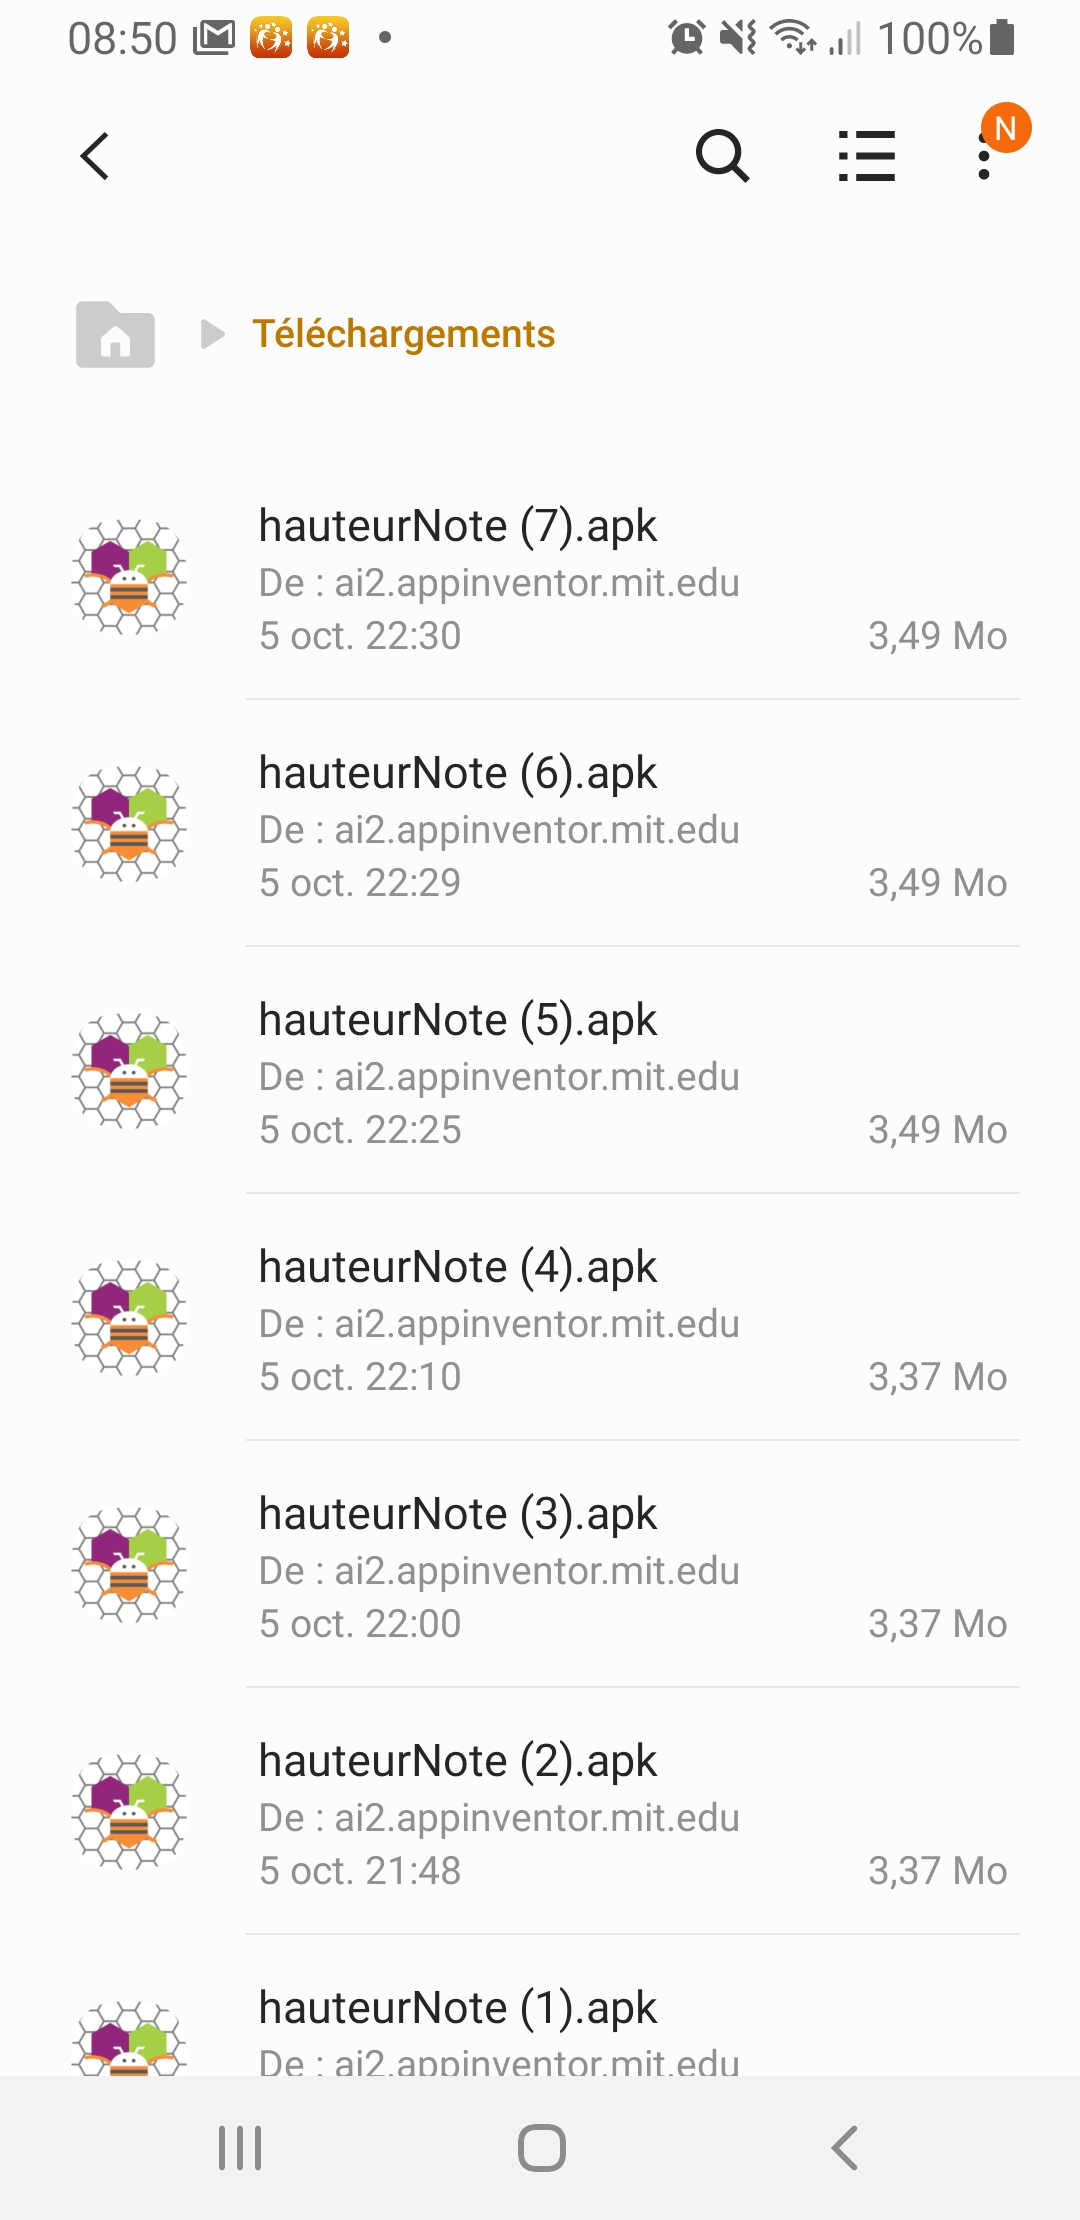 08:50
100%
N
Téléchargements
hauteurNote (7).apk
De : ai2.appinventor.mit.edu
5 oct. 22:30 3,49 Mo
hauteurNote (6).apk
De : ai2.appinventor.mit.edu
5 oct. 22:29 3,49 Mo
hauteurNote (5).apk
De : ai2.appinventor.mit.edu
5 oct. 22:25 3,49 Mo
hauteurNote (4).apk
De : ai2.appinventor.mit.edu
5 oct. 22:10 3,37 Mo
hauteurNote (3).apk
De : ai2.appinventor.mit.edu
5 oct. 22:00 3,37 Mo
hauteurNote (2).apk
De : ai2.appinventor.mit.edu
5 oct. 21:48 3,37 Mo
hauteurNote (1).apk
De : ai2.appinventor.mit.edu